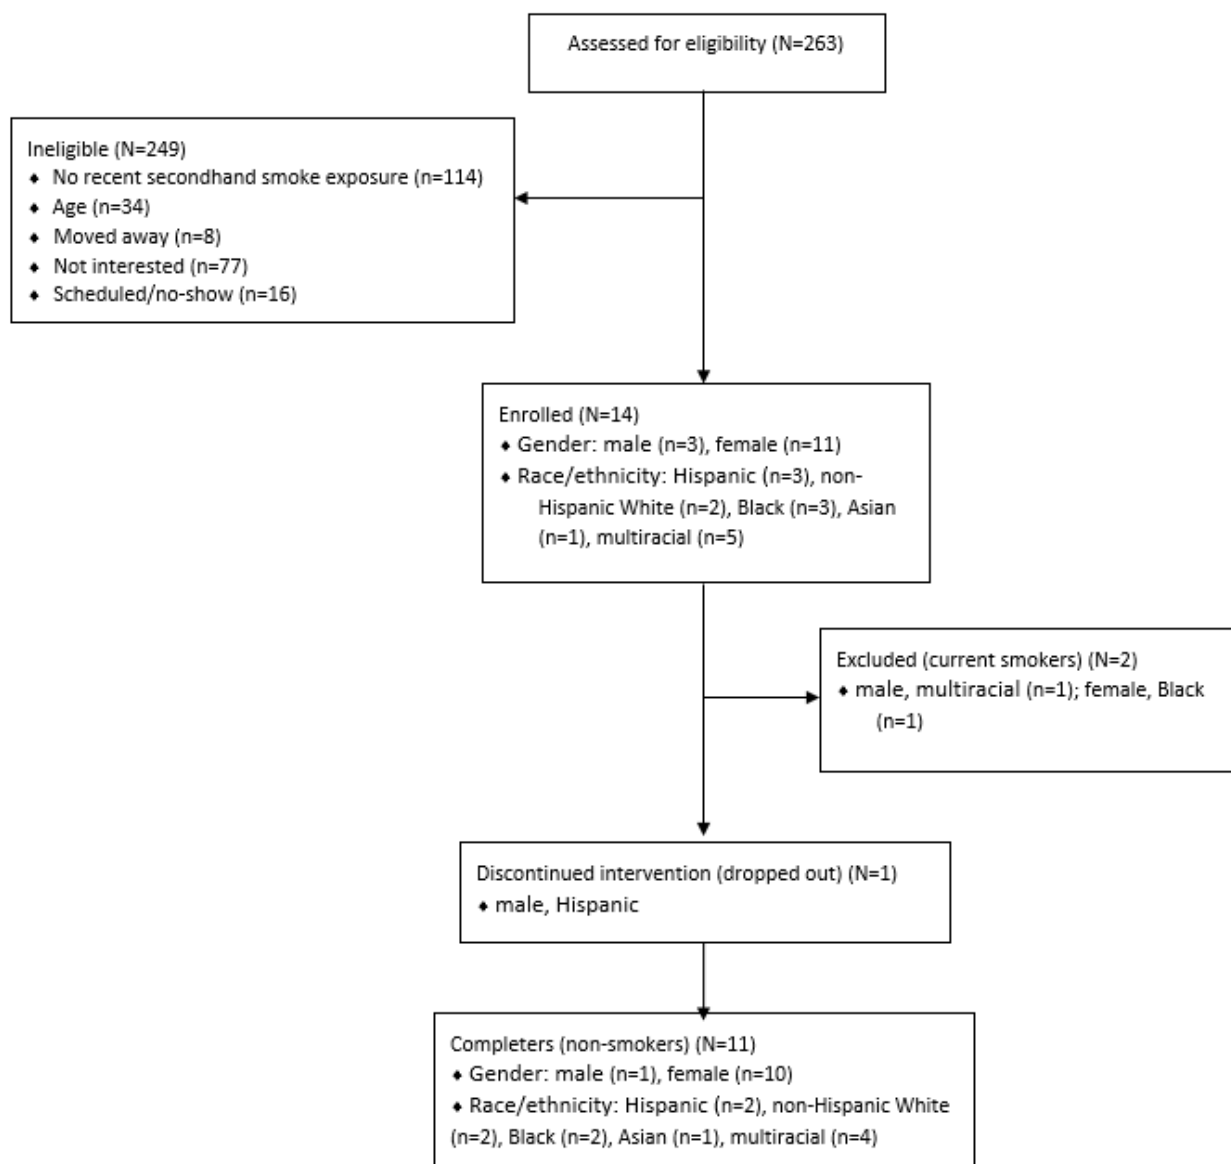 Assessed for eligibility (N=263)
Ineligible (N=249)
♦ No recent secondhand smoke exposure (n=114)
♦ Age (n=34)
♦ Moved away (n=8)
♦ Not interested (n=77)
♦ Scheduled/no-show (n=16)
Enrolled (N=14)
♦ Gender: male (n=3), female (n=11)
♦ Race/ethnicity: Hispanic (n=3), non-
Hispanic White (n=2), Black (n=3), Asian
(n=1), multiracial (n=5)
Excluded (current smokers) (N=2)
♦ male, multiracial (n=1); female, Black
(n=1)
Discontinued intervention (dropped out) (N=1)
♦ male, Hispanic
Completers (non-smokers) (N=11)
♦ Gender: male (n=1), female (n=10)
♦ Race/ethnicity: Hispanic (n=2), non-Hispanic White
(n=2), Black (n=2), Asian (n=1), multiracial (n=4)